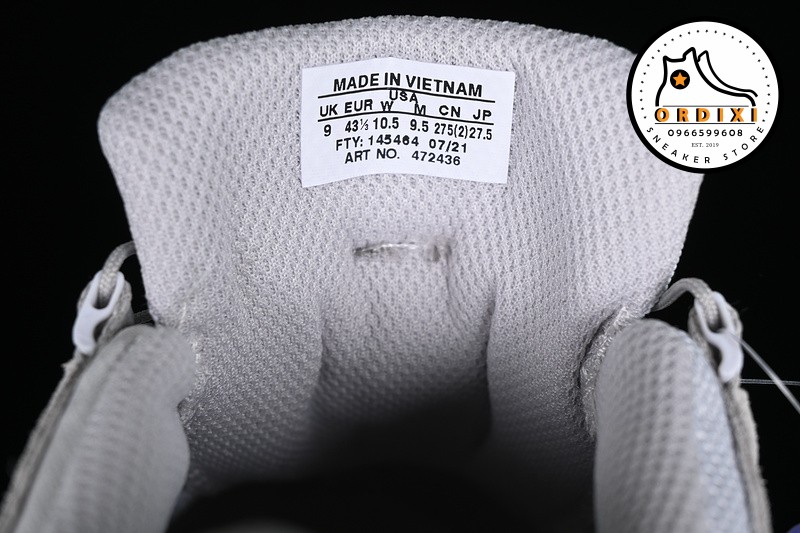 MADE IN VIETNAM
USA
UK EUR W M CN JP
9 43⅓ 10.5 9.5 275(2) 27.5
FTY: 145464 07/21
ART NO. 472436
ORDIXI
0966599608
EST. 2019
SNEAKER STORE